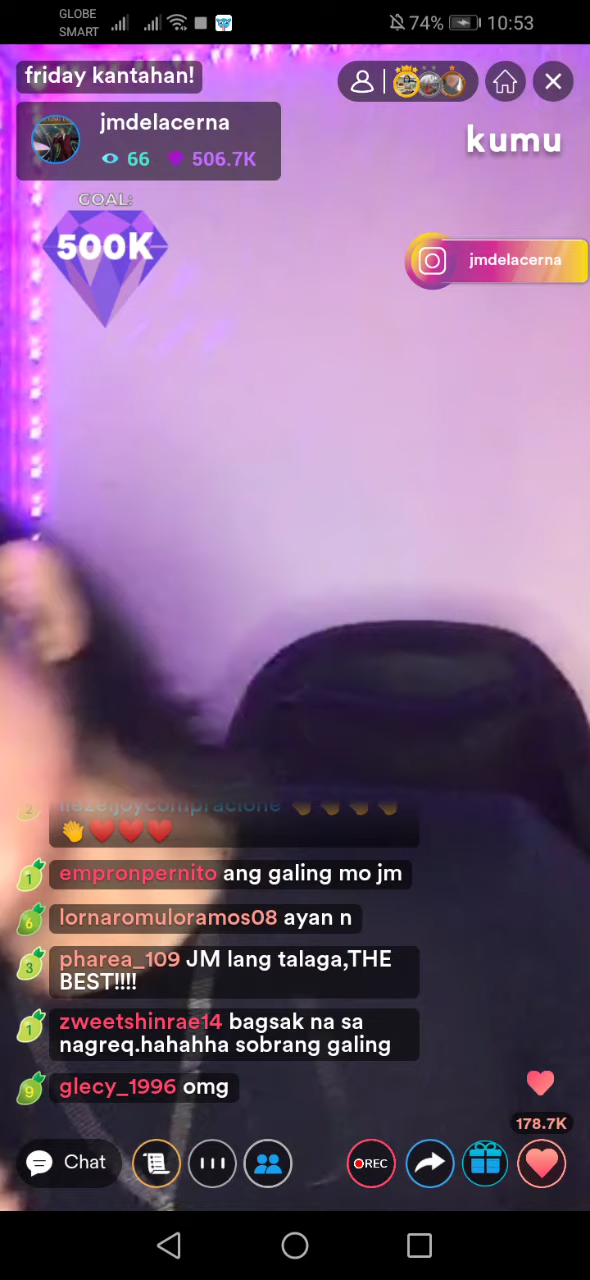 GLOBE
SMART
74% 10:53
friday kantahan!
jmdelacerna
66 506.7K
kumu
GOAL:
500K
jmdelacerna
2 liezeljoycompracione
1 empronpernito ang galing mo jm
6 lornaromuloramos08 ayan n
3 pharea_109 JM lang talaga,THE
BEST!!!!
1 zweetshinrae14 bagsak na sa
nagreq.hahahha sobrang galing
9 glecy_1996 omg
178.7K
Chat REC